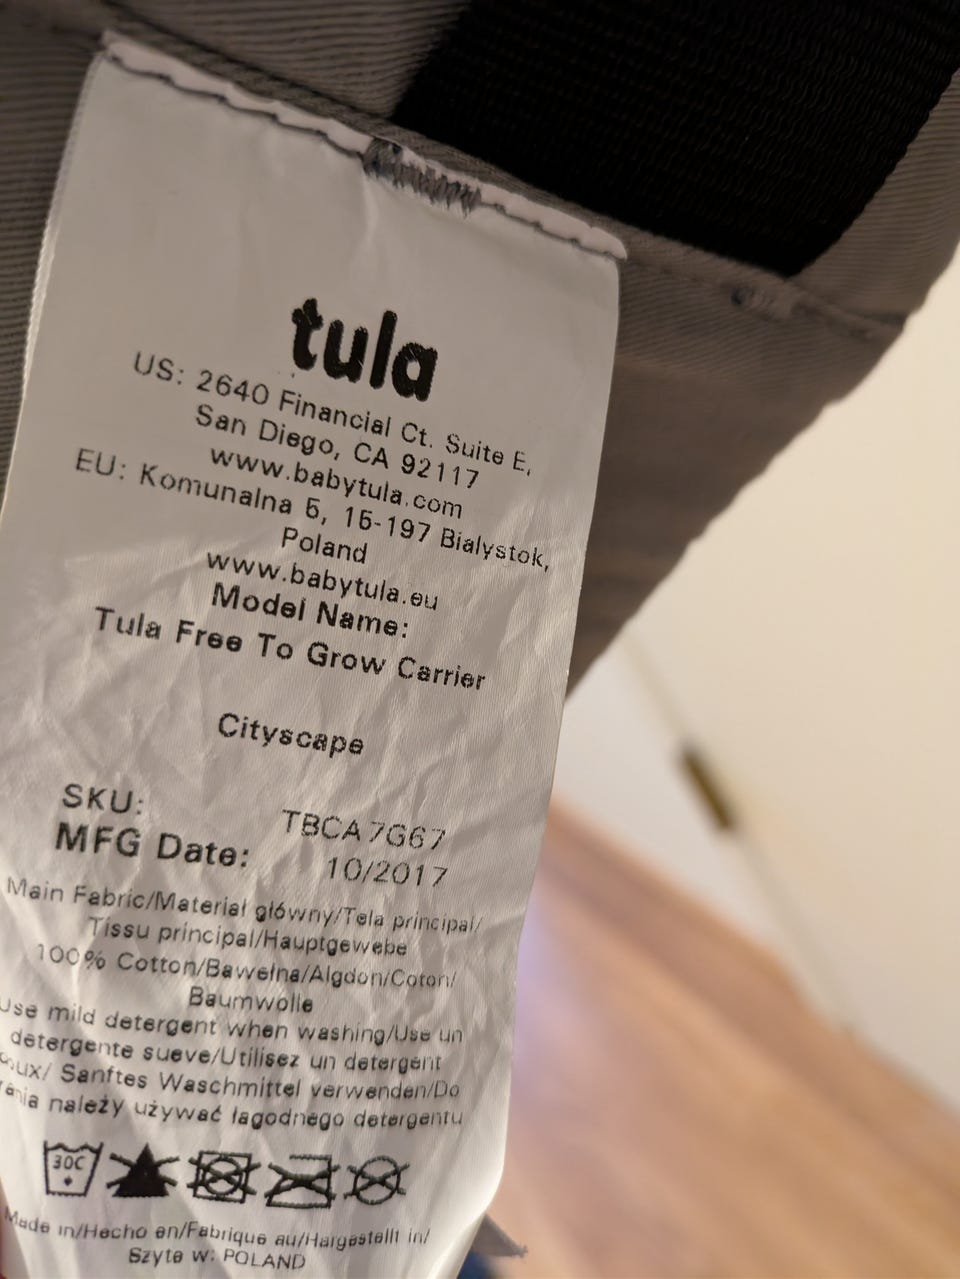 tula
US: 2640 Financial Ct. Suite E,
San Diego, CA 92117
www.babytula.com
EU: Komunalna 5, 15-197 Bialystok,
Poland
www.babytula.eu
Model Name:
Tula Free To Grow Carrier
Cityscape
SKU: TBCA7G67
MFG Date: 10/2017
Main Fabric/Materiał główny/Tela principal/
Tissu principal/Hauptgewebe
100% Cotton/Bawełna/Algdon/Coton/
Baumwolle
Use mild detergent when washing/Use un
detergente sueve/Utilisez un detergent
/ Sanftes Waschmittel verwenden/Do
należy używać łagodnego detergentu
30C
Made in/Hecho en/Fabrique au/Hargestellt in/
Szyte w: POLAND